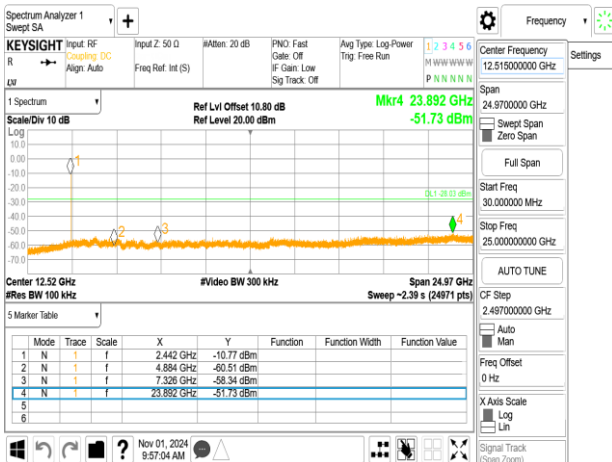 Spectrum Analyzer 1
Swept SA
+
Frequency
KEYSIGHT
R
Input: RF
Coupling: DC
Align: Auto
Input Z: 50 Ω
Freq Ref: Int (S)
#Atten: 20 dB
PNO: Fast
Gate: Off
IF Gain: Low
Sig Track: Off
Avg Type: Log-Power
Trig: Free Run
1 2 3 4 5 6
M W W W W W
P N N N N N
Center Frequency
12.515000000 GHz
Settings
1 Spectrum
Scale/Div 10 dB
Ref Lvl Offset 10.80 dB
Ref Level 20.00 dBm
Mkr4 23.892 GHz
-51.73 dBm
Span
24.9700000 GHz
Swept Span
Zero Span
Full Span
Start Freq
30.000000 MHz
Stop Freq
25.000000000 GHz
AUTO TUNE
CF Step
2.497000000 GHz
Auto
Man
Freq Offset
0 Hz
X Axis Scale
Log
Lin
Signal Track
(Span Zoom)
Log
10.0
0.00
-10.0
-20.0
-30.0
-40.0
-50.0
-60.0
-70.0
1
2
3
4
Center 12.52 GHz
#Res BW 100 kHz
#Video BW 300 kHz
Span 24.97 GHz
Sweep ~2.39 s (24971 pts)
5 Marker Table
Mode Trace Scale X Y Function Function Width Function Value
1 N 1 f 2.442 GHz -10.77 dBm
2 N 1 f 4.884 GHz -60.51 dBm
3 N 1 f 7.326 GHz -58.34 dBm
4 N 1 f 23.892 GHz -51.73 dBm
5
6
?
Nov 01, 2024
9:57:04 AM